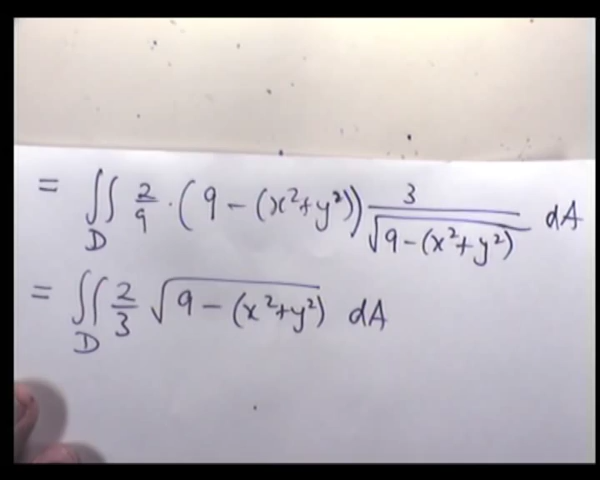 = ∬_D 2/9 · (9 − (x²+y²)) 3/√(9−(x²+y²)) dA
= ∬_D 2/3 √(9 − (x²+y²)) dA